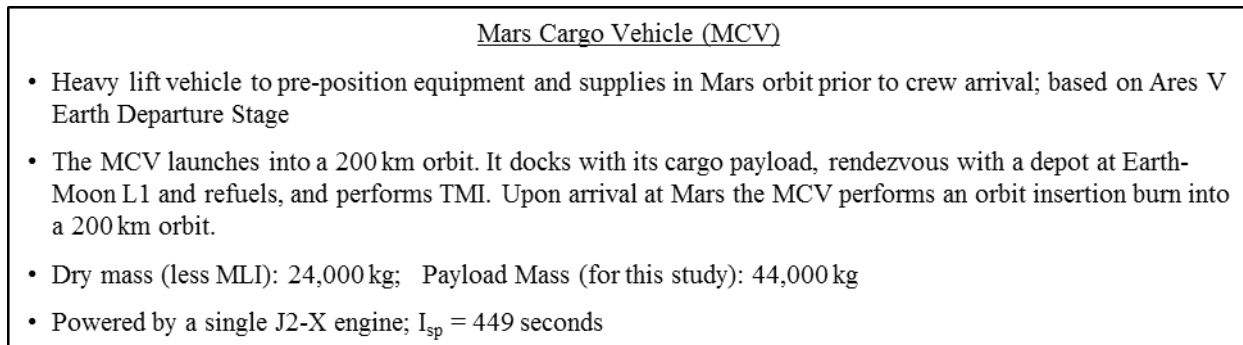 Mars Cargo Vehicle (MCV)
• Heavy lift vehicle to pre-position equipment and supplies in Mars orbit prior to crew arrival; based on Ares V
Earth Departure Stage
• The MCV launches into a 200 km orbit. It docks with its cargo payload, rendezvous with a depot at Earth-
Moon L1 and refuels, and performs TMI. Upon arrival at Mars the MCV performs an orbit insertion burn into
a 200 km orbit.
• Dry mass (less MLI): 24,000 kg; Payload Mass (for this study): 44,000 kg
• Powered by a single J2-X engine; Isp = 449 seconds